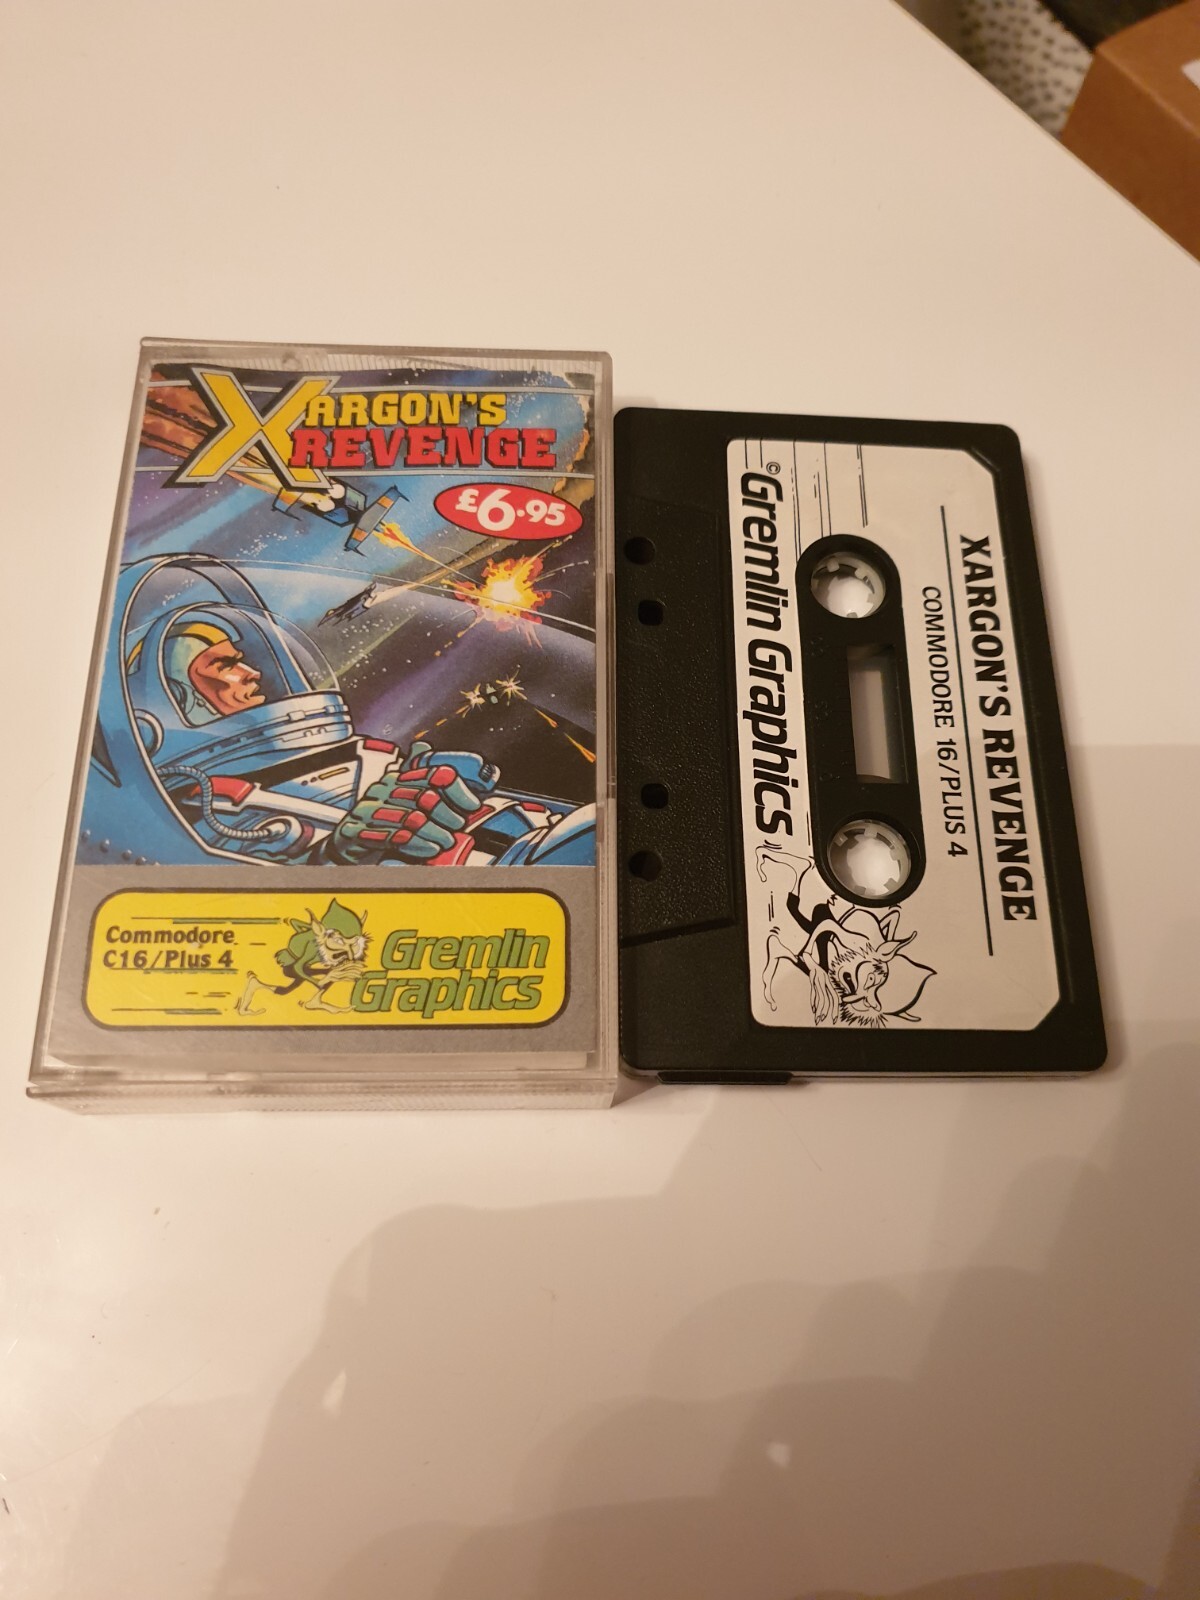 XARGON'S
REVENGE
£6.95
Commodore
C16/Plus 4
Gremlin
Graphics
XARGON'S REVENGE
COMMODORE 16/PLUS 4
© Gremlin Graphics